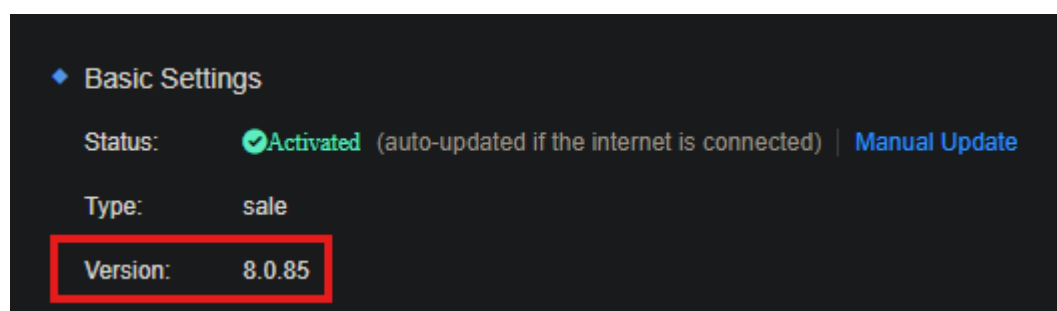 Basic Settings
Status: Activated (auto-updated if the internet is connected) | Manual Update
Type: sale
Version: 8.0.85